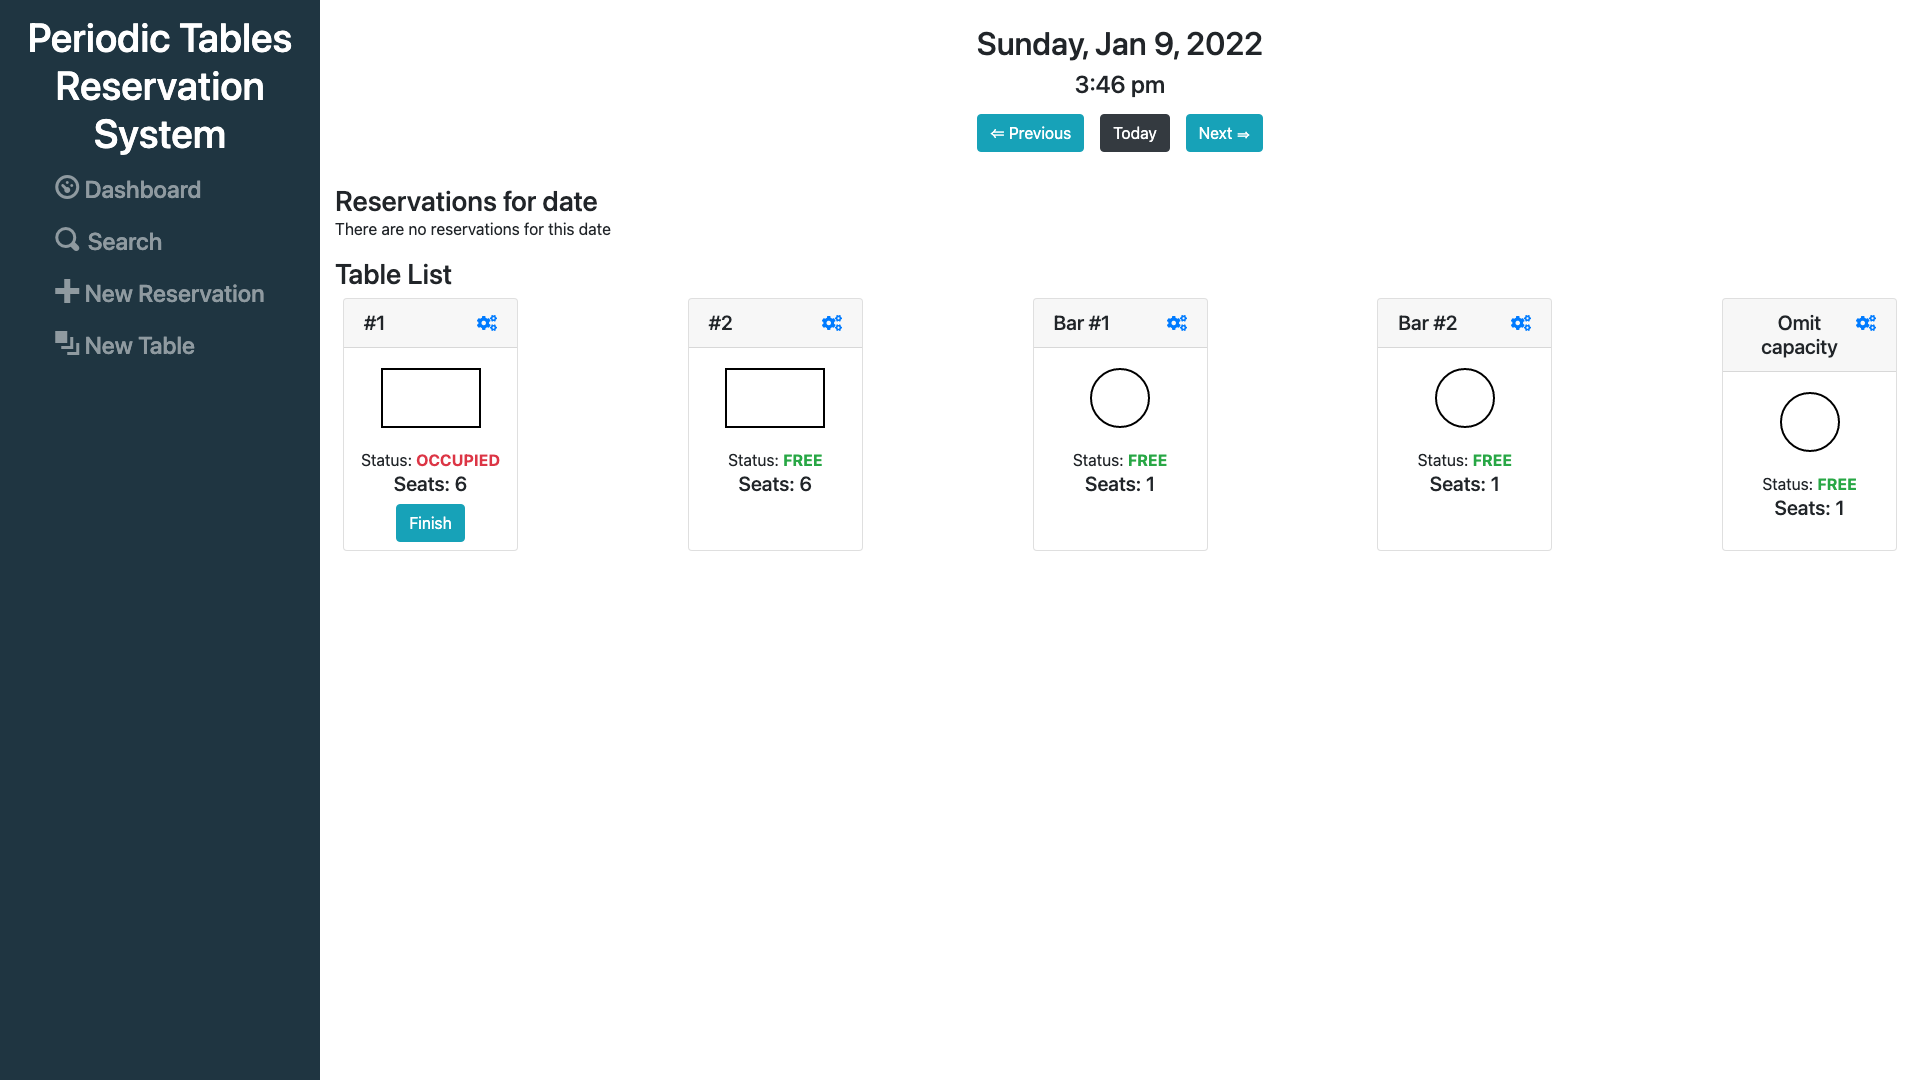 Periodic Tables
Reservation
System
Dashboard
Search
New Reservation
New Table
Sunday, Jan 9, 2022
3:46 pm
⇐ Previous
Today
Next ⇒
Reservations for date
There are no reservations for this date
Table List
#1
Status: OCCUPIED
Seats: 6
Finish
#2
Status: FREE
Seats: 6
Bar #1
Status: FREE
Seats: 1
Bar #2
Status: FREE
Seats: 1
Omit
capacity
Status: FREE
Seats: 1